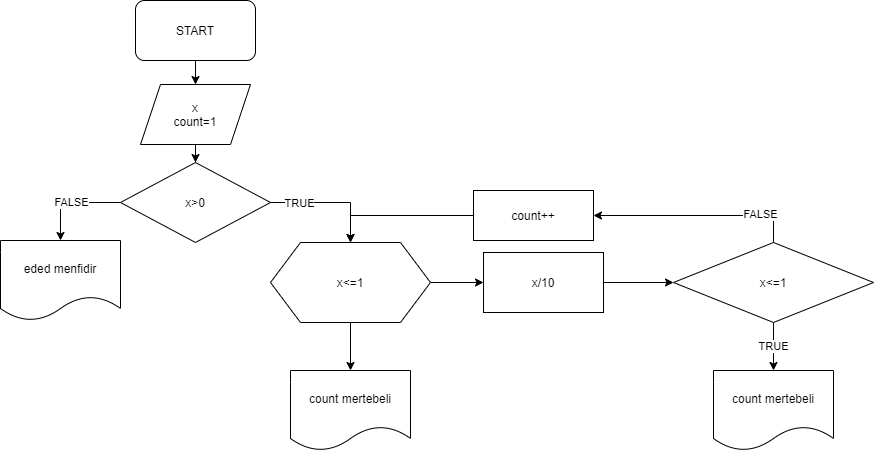 START
x
count=1
x>0
FALSE
TRUE
count++
FALSE
eded menfidir
x<=1
x/10
x<=1
TRUE
count mertebeli
count mertebeli